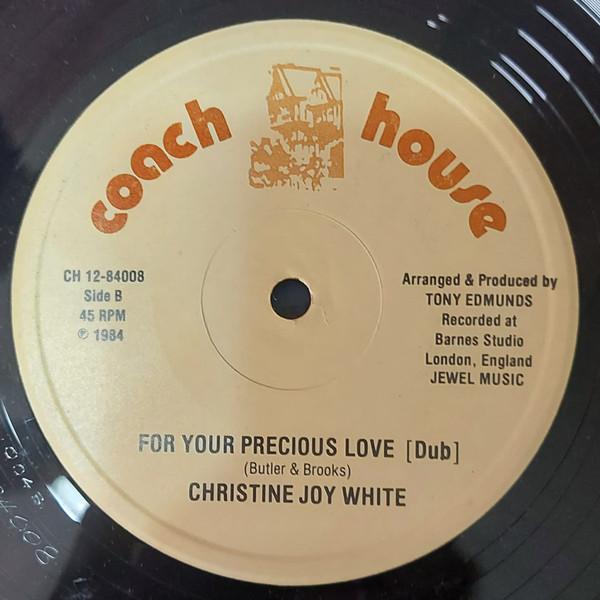 coach house
CH 12-84008
Side B
45 RPM
℗ 1984
Arranged & Produced by
TONY EDMUNDS
Recorded at
Barnes Studio
London, England
JEWEL MUSIC
FOR YOUR PRECIOUS LOVE [Dub]
(Butler & Brooks)
CHRISTINE JOY WHITE